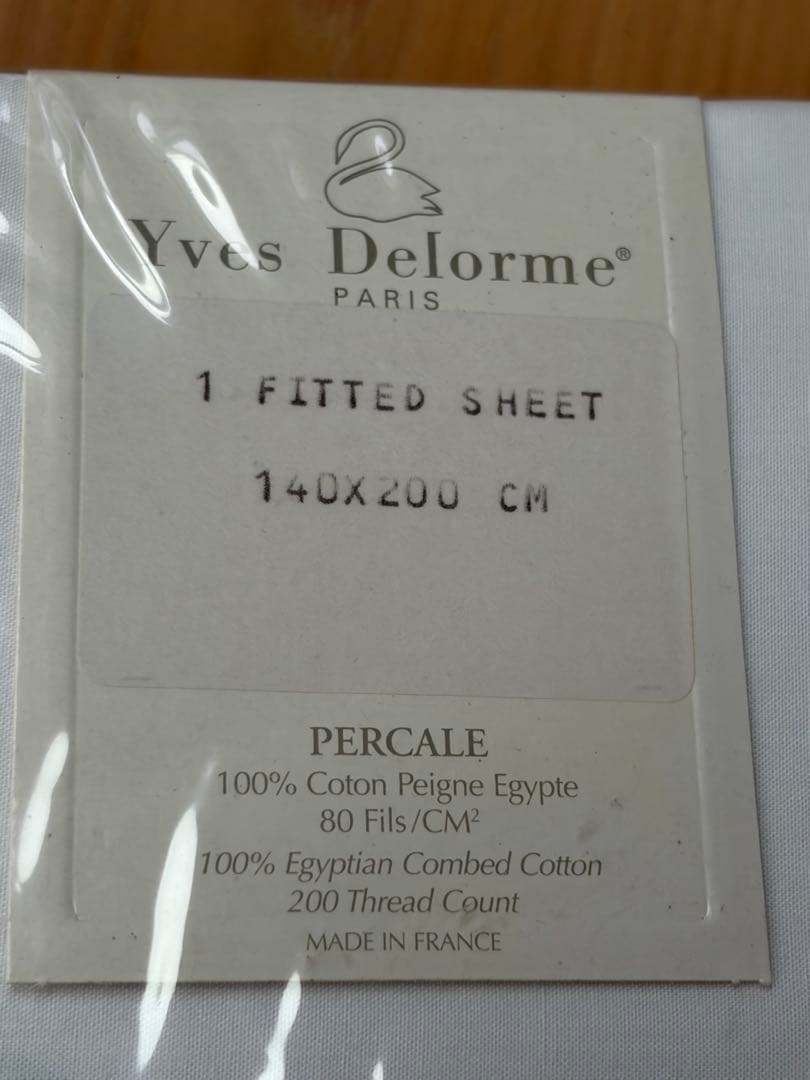 Yves Delorme®
PARIS
1 FITTED SHEET
140X200 CM
PERCALE
100% Coton Peigne Egypte
80 Fils/CM²
100% Egyptian Combed Cotton
200 Thread Count
MADE IN FRANCE